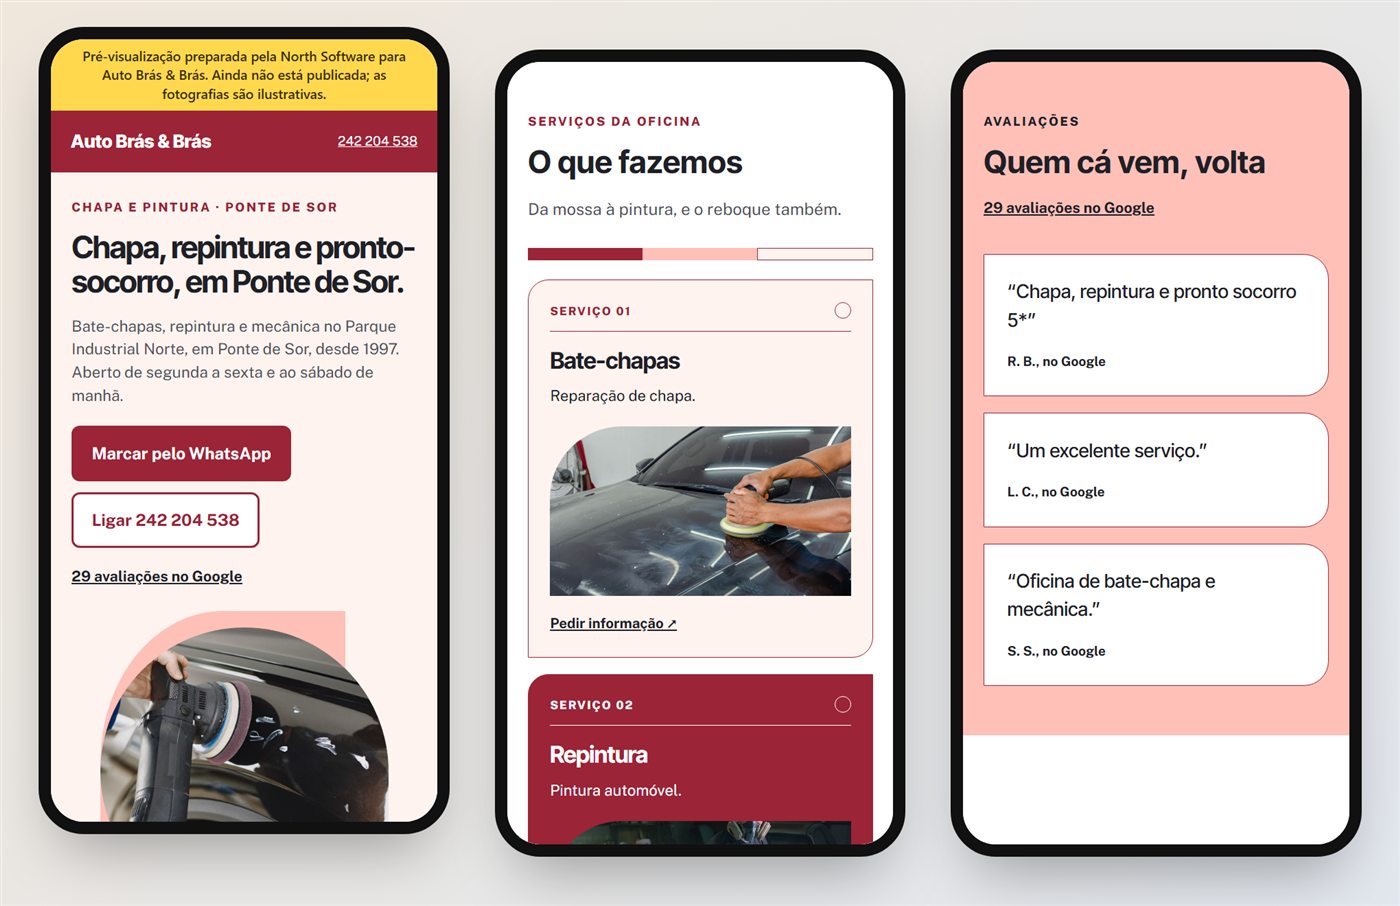 Pré-visualização preparada pela North Software para
Auto Brás & Brás. Ainda não está publicada; as
fotografias são ilustrativas.
Auto Brás & Brás
242 204 538
CHAPA E PINTURA · PONTE DE SOR
Chapa, repintura e pronto-
socorro, em Ponte de Sor.
Bate-chapas, repintura e mecânica no Parque
Industrial Norte, em Ponte de Sor, desde 1997.
Aberto de segunda a sexta e ao sábado de
manhã.
Marcar pelo WhatsApp
Ligar 242 204 538
29 avaliações no Google
SERVIÇOS DA OFICINA
O que fazemos
Da mossa à pintura, e o reboque também.
SERVIÇO 01
Bate-chapas
Reparação de chapa.
Pedir informação ↗
SERVIÇO 02
Repintura
Pintura automóvel.
AVALIAÇÕES
Quem cá vem, volta
29 avaliações no Google
“Chapa, repintura e pronto socorro
5*”
R. B., no Google
“Um excelente serviço.”
L. C., no Google
“Oficina de bate-chapa e
mecânica.”
S. S., no Google